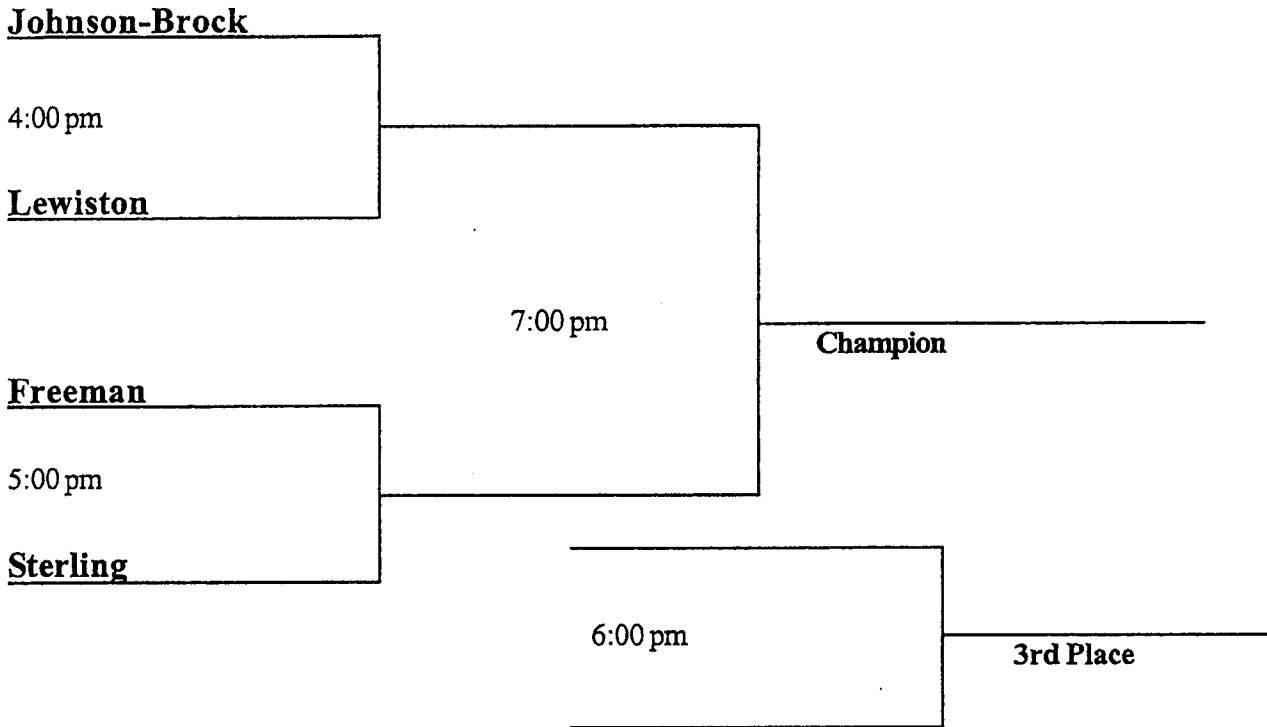 Johnson-Brock
4:00 pm
Lewiston
7:00 pm
Champion
Freeman
5:00 pm
Sterling
6:00 pm
3rd Place